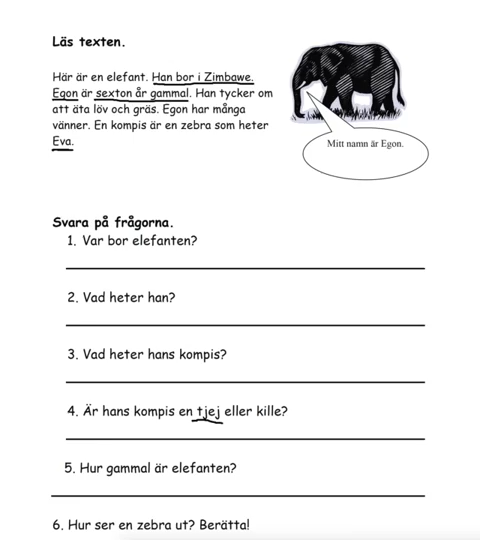 Läs texten.
Här är en elefant. Han bor i Zimbawe.
Egon är sexton år gammal. Han tycker om
att äta löv och gräs. Egon har många
vänner. En kompis är en zebra som heter
Eva.
Mitt namn är Egon.
Svara på frågorna.
1. Var bor elefanten?
2. Vad heter han?
3. Vad heter hans kompis?
4. Är hans kompis en tjej eller kille?
5. Hur gammal är elefanten?
6. Hur ser en zebra ut? Berätta!